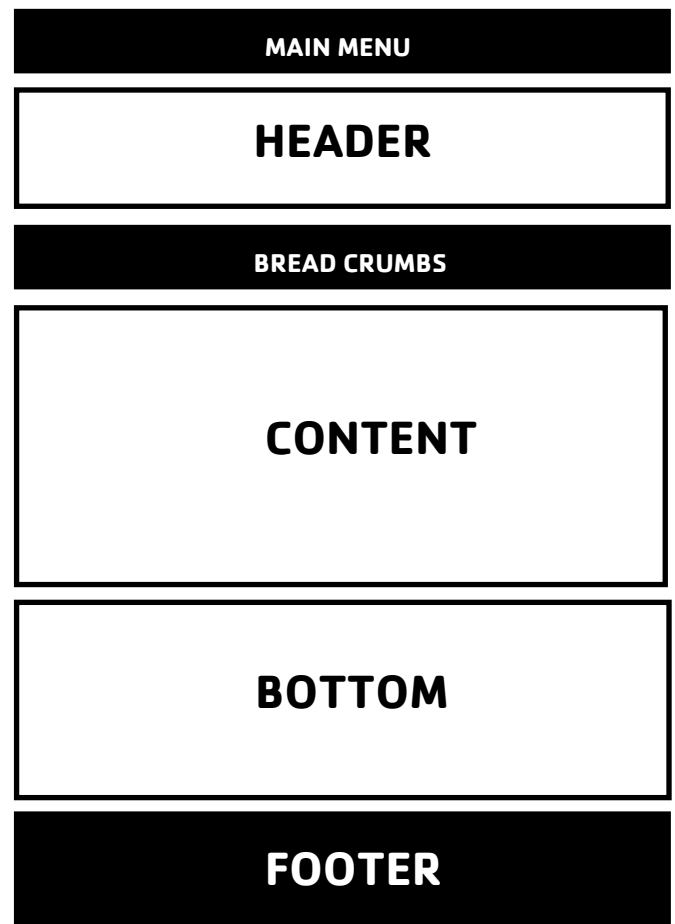 MAIN MENU
HEADER
BREAD CRUMBS
CONTENT
BOTTOM
FOOTER